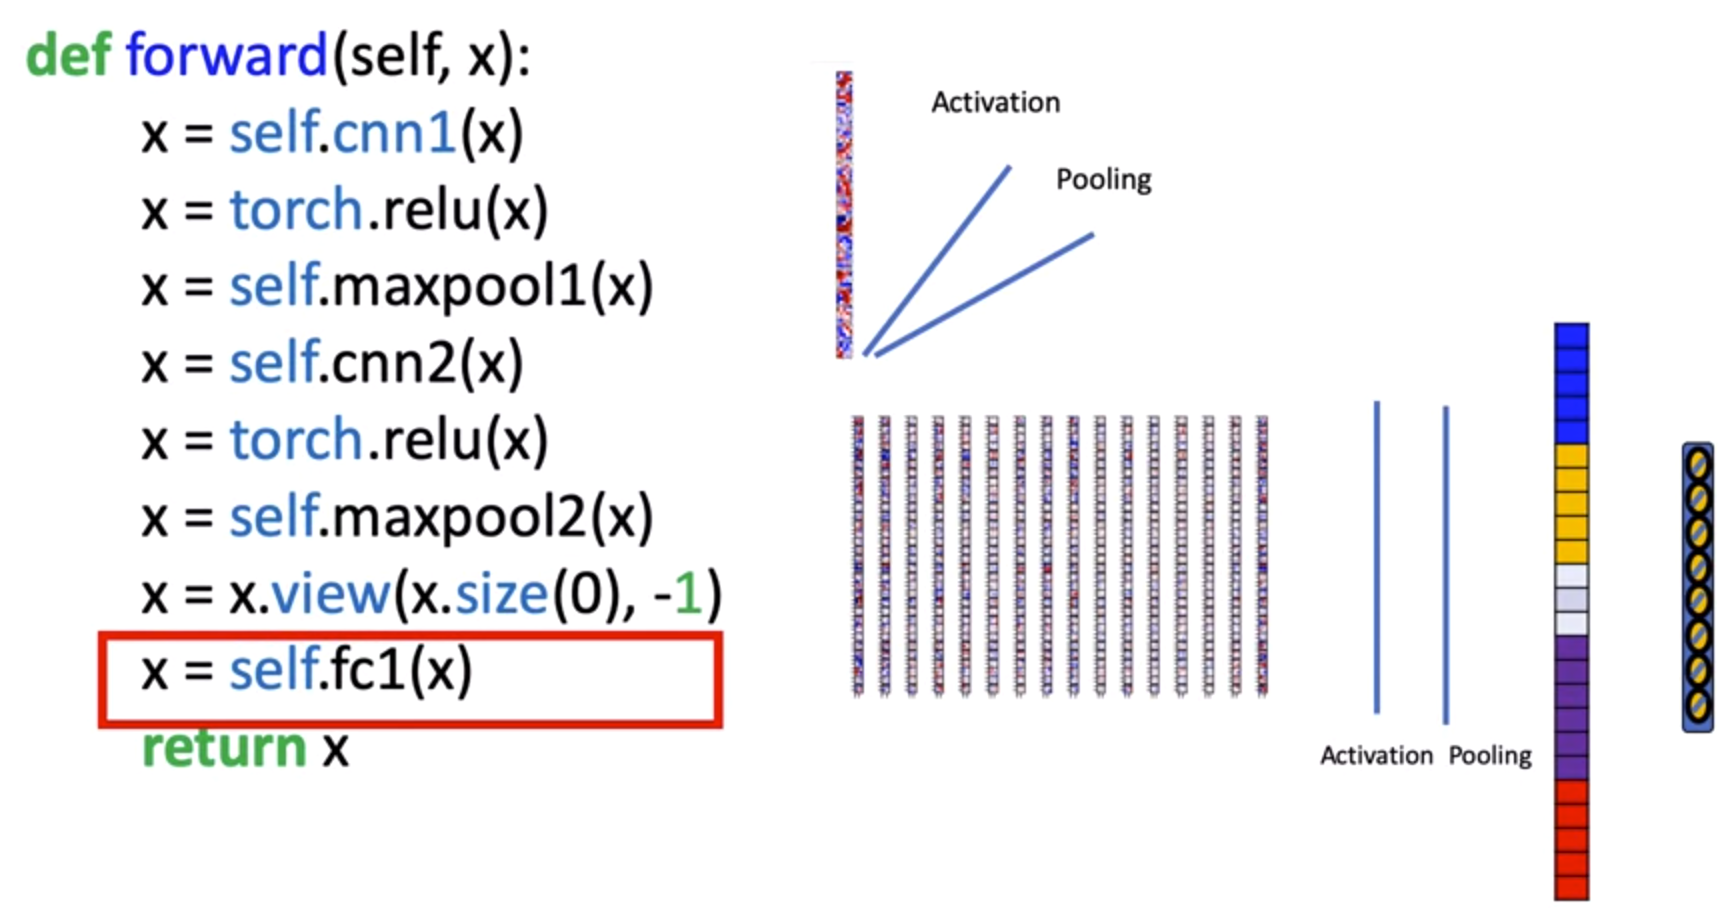 def forward(self, x):
x = self.cnn1(x)
x = torch.relu(x)
x = self.maxpool1(x)
x = self.cnn2(x)
x = torch.relu(x)
x = self.maxpool2(x)
x = x.view(x.size(0), -1)
x = self.fc1(x)
return x
Activation
Pooling
Activation Pooling